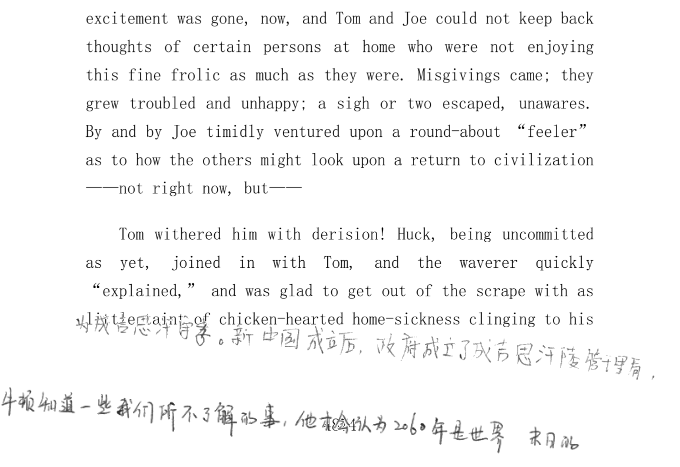 excitement was gone, now, and Tom and Joe could not keep back
thoughts of certain persons at home who were not enjoying
this fine frolic as much as they were. Misgivings came; they
grew troubled and unhappy; a sigh or two escaped, unawares.
By and by Joe timidly ventured upon a round-about “feeler”
as to how the others might look upon a return to civilization
——not right now, but——
Tom withered him with derision! Huck, being uncommitted
as yet, joined in with Tom, and the waverer quickly
“explained,” and was glad to get out of the scrape with as
little taint of chicken-hearted home-sickness clinging to his
成吉思汗守。新中国成立后，政府成立了成吉思汗陵管理局，
牛顿知道一些我们所不了解的事，他才会认为2060年是世界 末日的